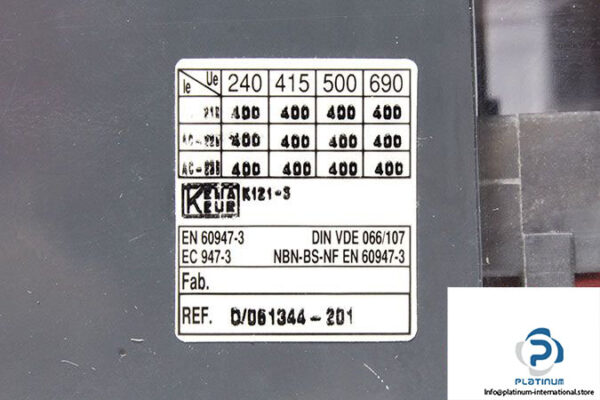 Ue
Ie
240 415 500 690
400 400 400 400
400 400 400 400
400 400 400 400
KEMA
KEUR
K121-3
EN 60947-3 DIN VDE 066/107
EC 947-3 NBN-BS-NF EN 60947-3
Fab.
REF. D/061344-201
PLATINUM
Info@platinum-international.store